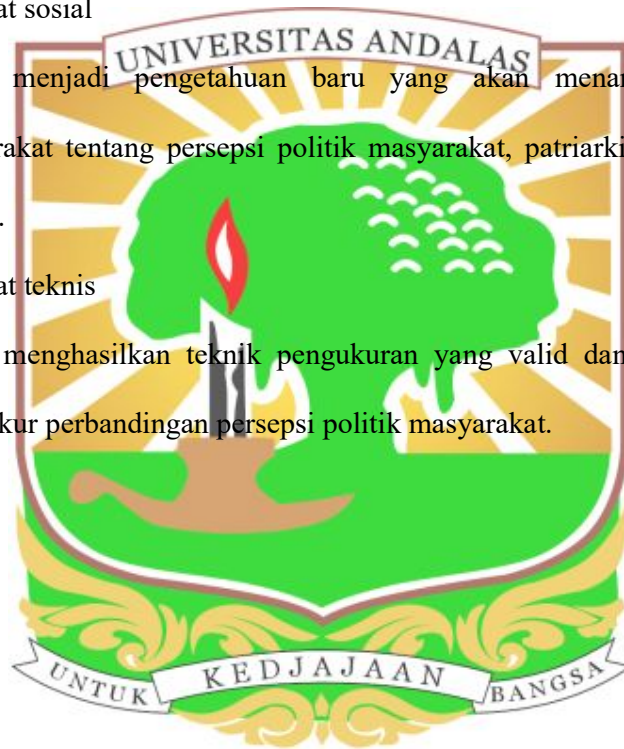 at sosial
UNIVERSITAS ANDALAS
menjadi pengetahuan baru yang akan menar
rakat tentang persepsi politik masyarakat, patriarki
.
at teknis
menghasilkan teknik pengukuran yang valid dan
kur perbandingan persepsi politik masyarakat.
UNTUK KEDJAJAAN BANGSA